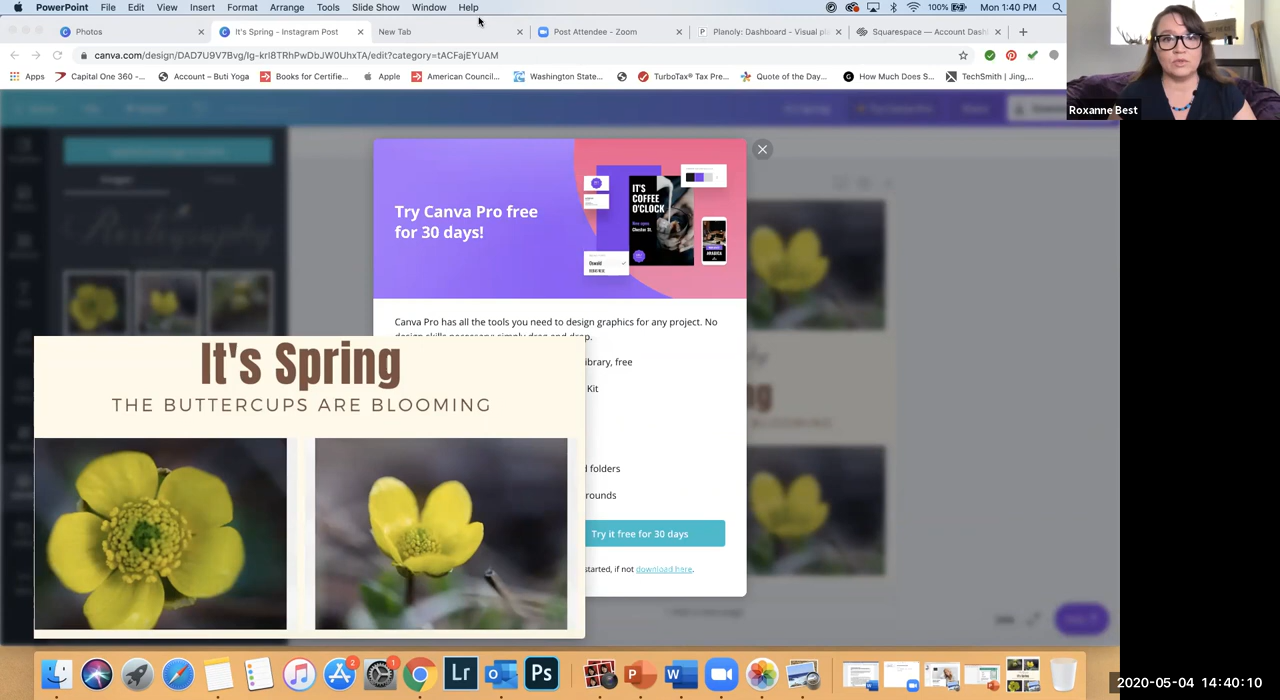 PowerPoint File Edit View Insert Format Arrange Tools Slide Show Window Help 100% Mon 1:40 PM
Photos It's Spring - Instagram Post New Tab Post Attendee - Zoom Planoly: Dashboard - Visual pl Squarespace — Account Dash
canva.com/design/DAD7U9V7Bvg/Ig-krI8TRhPwDbJW0UhxTA/edit?category=tACFajEYUAM
Apps Capital One 360 -... Account – Buti Yoga Books for Certifie... Apple American Council... Washington State... TurboTax® Tax Pre... Quote of the Day... How Much Does S... TechSmith | Jing,...
Roxanne Best
Try Canva Pro free
for 30 days!
IT'S
COFFEE
O'CLOCK
Canva Pro has all the tools you need to design graphics for any project. No
drop.
ibrary, free
Kit
d folders
rounds
Try it free for 30 days
started, if not download here.
It's Spring
THE BUTTERCUPS ARE BLOOMING
2
1
Lr
Ps
2020-05-04 14:40:10